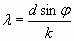 λ = d sin φ / k